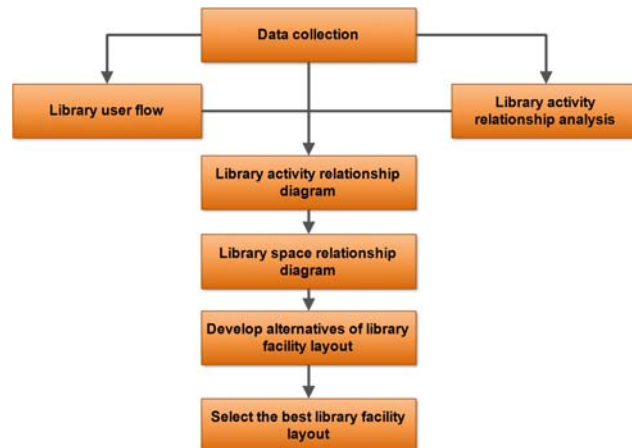 Data collection
Library user flow
Library activity
relationship analysis
Library activity relationship
diagram
Library space relationship
diagram
Develop alternatives of library
facility layout
Select the best library facility
layout